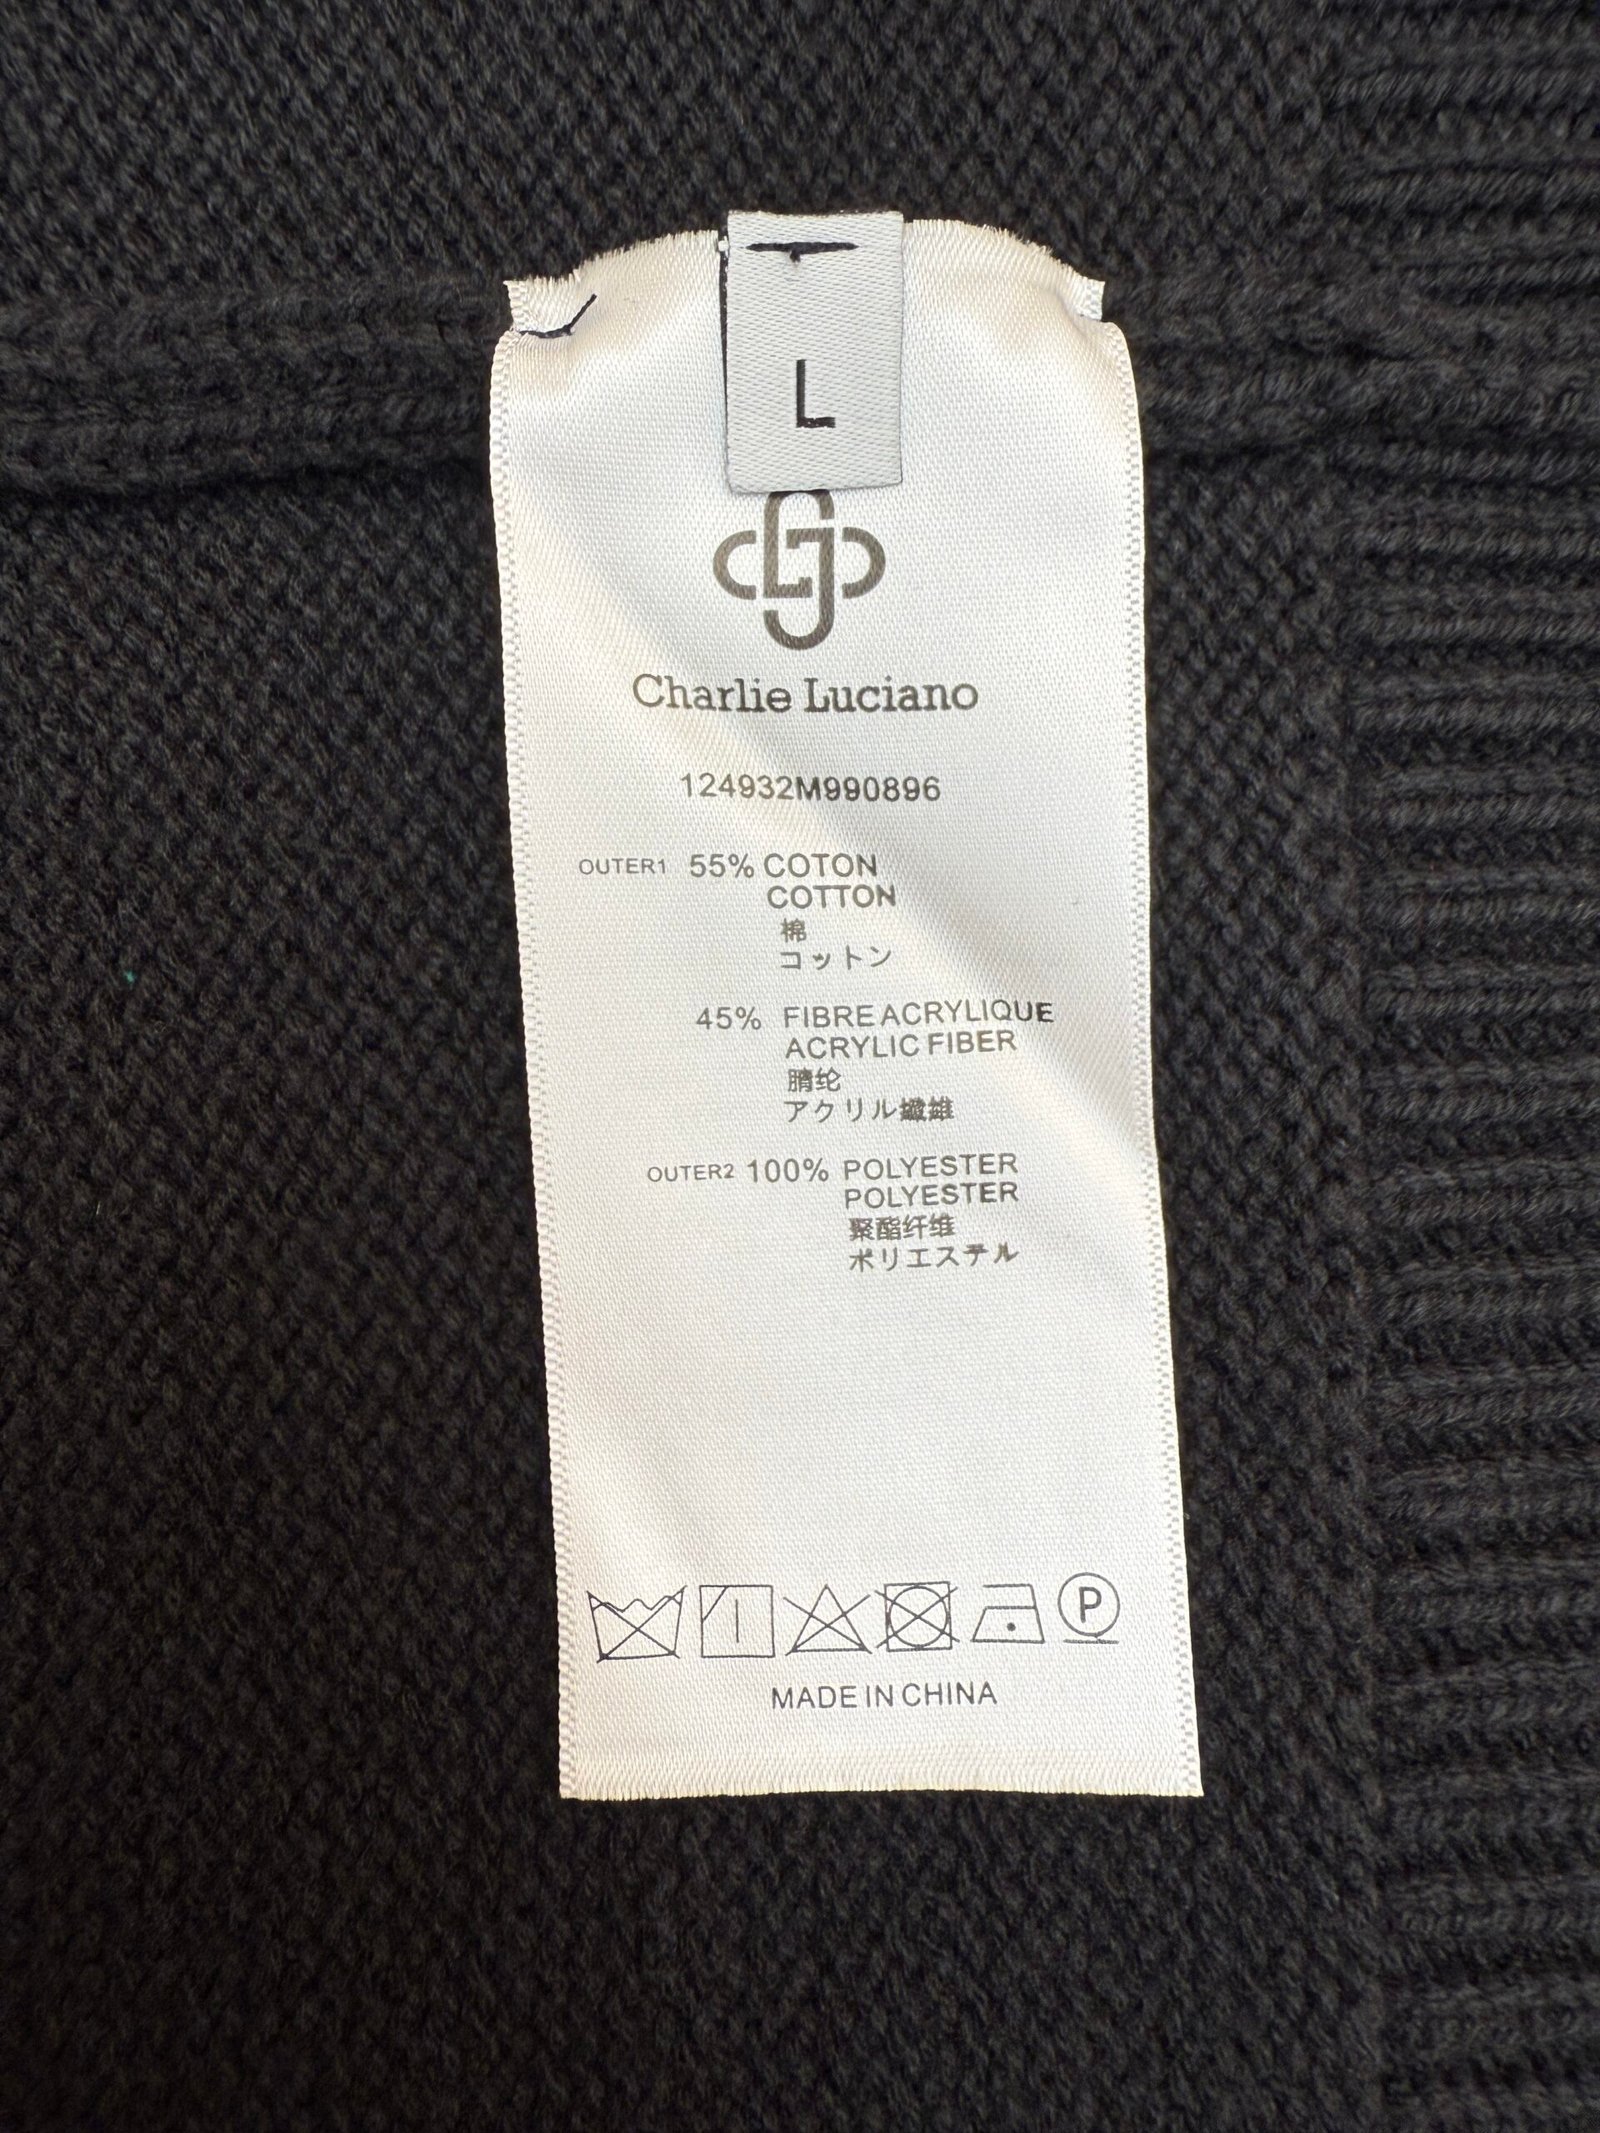 L
Charlie Luciano
124932M990896
OUTER1 55% COTON
COTTON
棉
コットン
45% FIBRE ACRYLIQUE
ACRYLIC FIBER
腈纶
アクリル繊維
OUTER2 100% POLYESTER
POLYESTER
聚酯纤维
ポリエステル
P
MADE IN CHINA